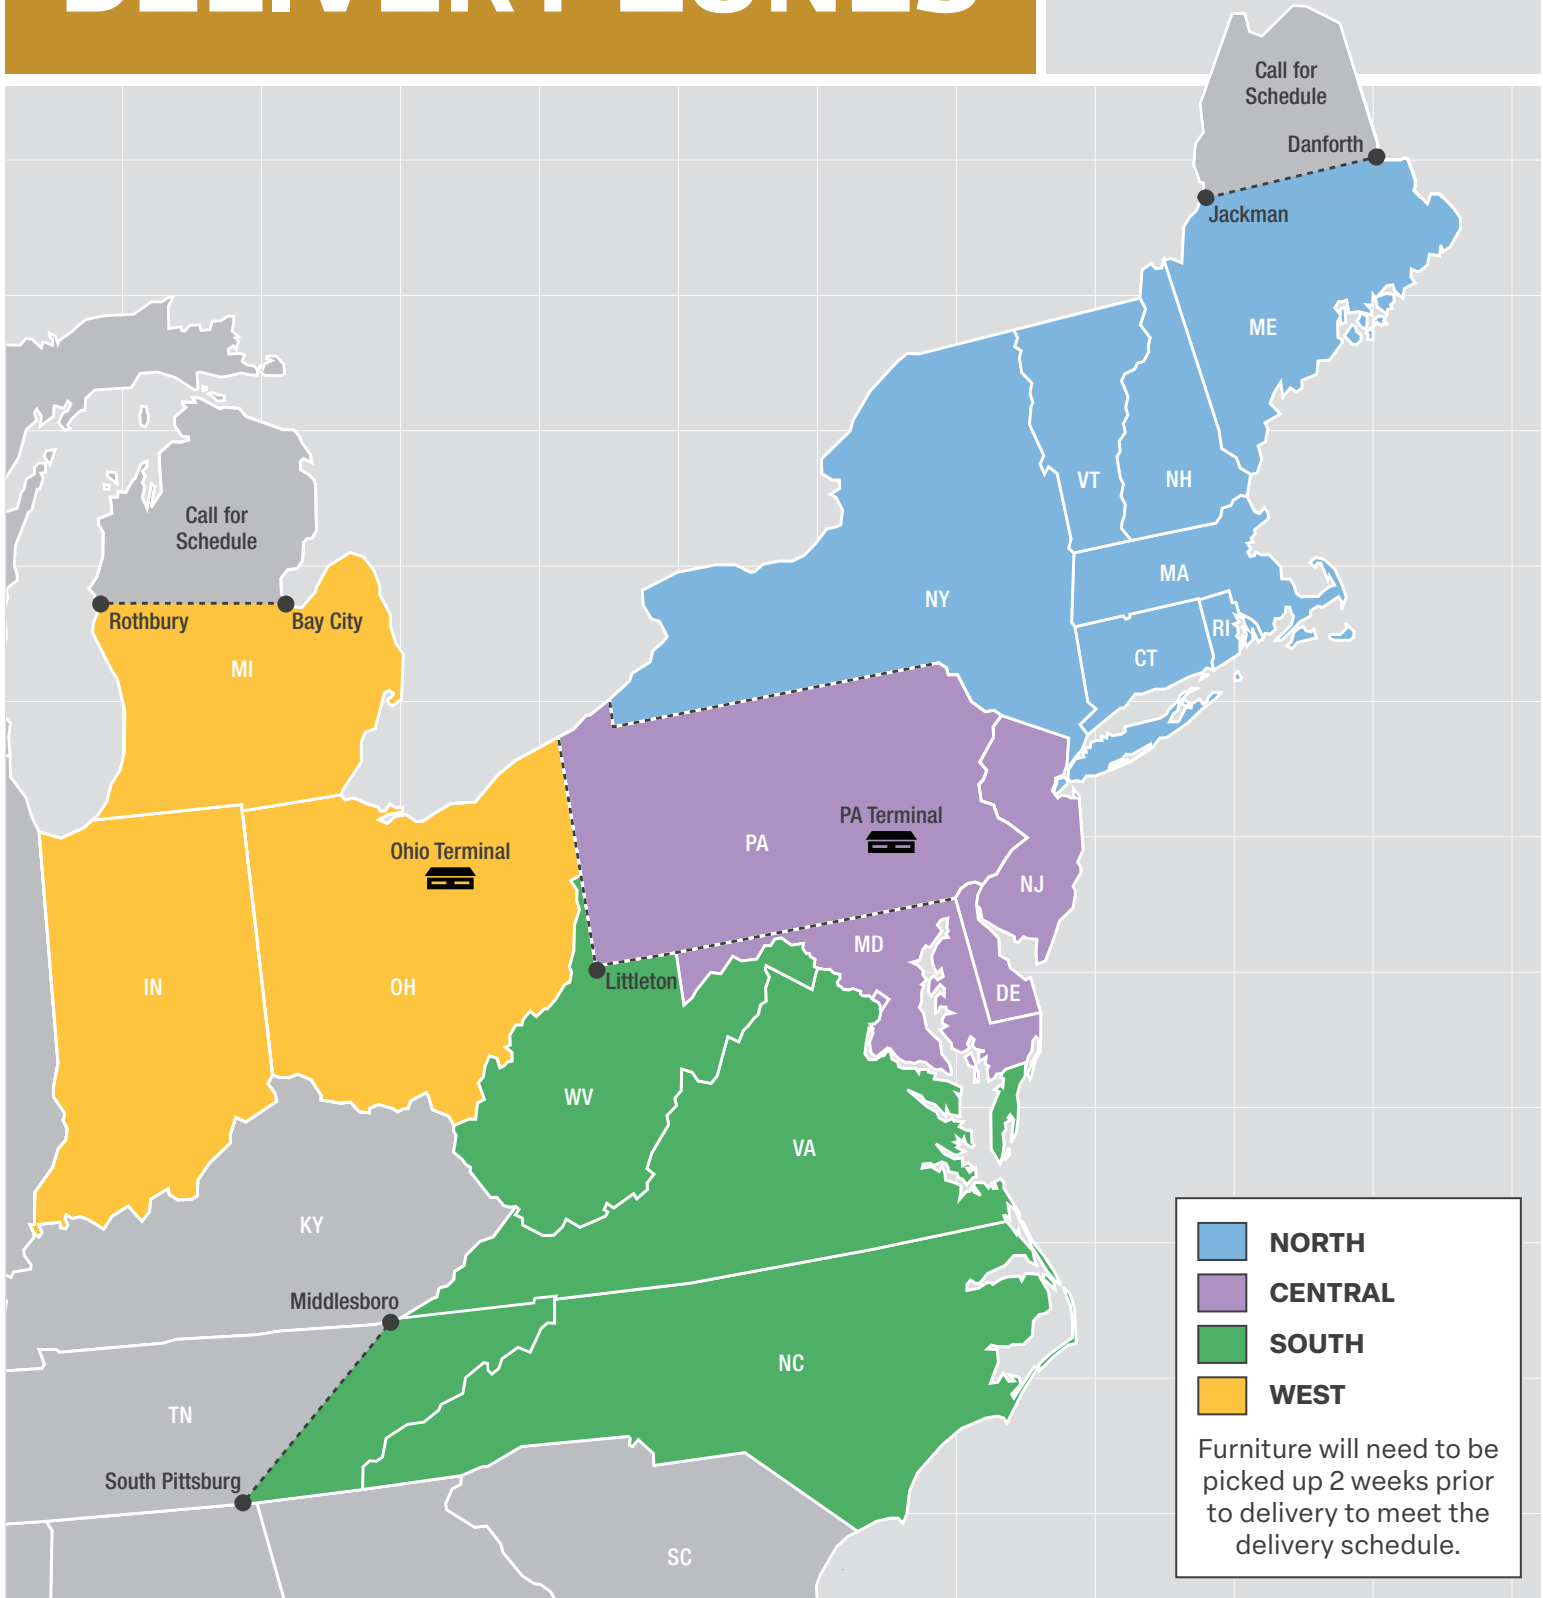 DELIVERY ZONES
Call for
Schedule
Danforth
Jackman
ME
VT
NH
Call for
Schedule
MA
NY
Rothbury
Bay City
RI
CT
MI
PA Terminal
PA
Ohio Terminal
NJ
MD
Littleton
IN
OH
DE
WV
VA
KY
Middlesboro
NC
TN
South Pittsburg
SC
NORTH
CENTRAL
SOUTH
WEST
Furniture will need to be
picked up 2 weeks prior
to delivery to meet the
delivery schedule.